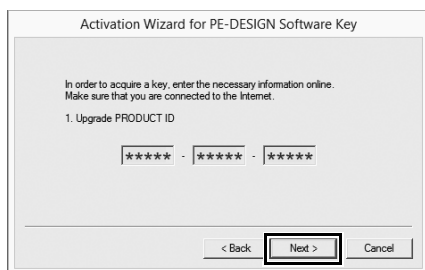 Activation Wizard for PE-DESIGN Software Key
In order to acquire a key, enter the necessary information online.
Make sure that you are connected to the Internet.
1. Upgrade PRODUCT ID
***** - ***** - *****
< Back Next > Cancel